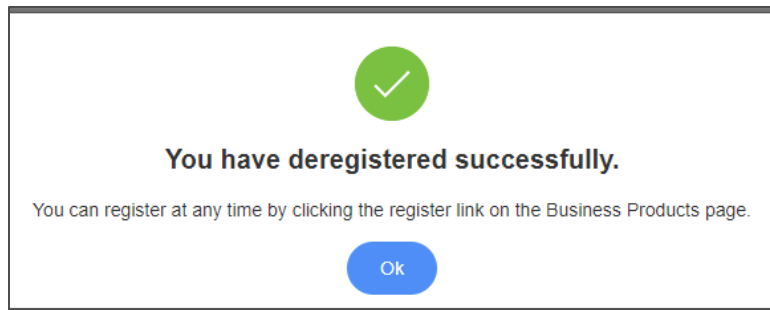 You have deregistered successfully.
You can register at any time by clicking the register link on the Business Products page.
Ok